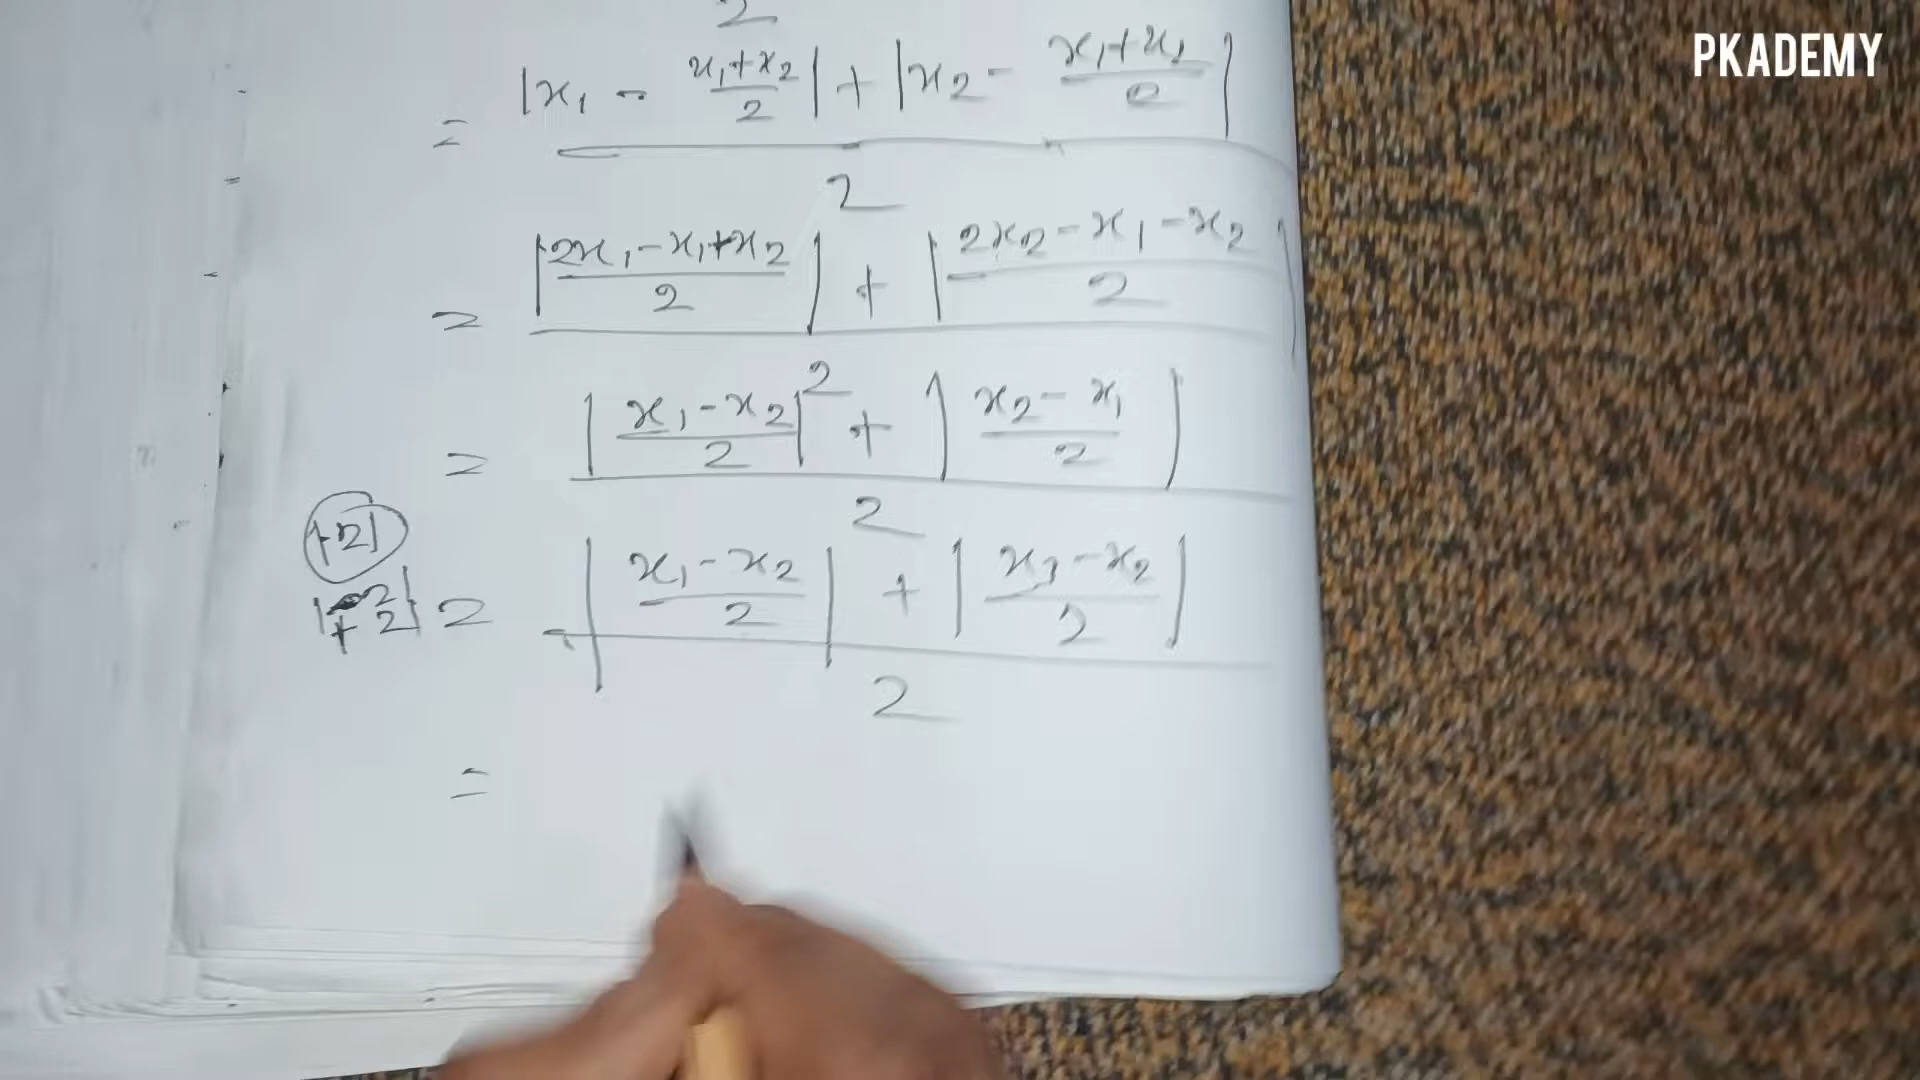 PKADEMY
2
= |x₁ - (x₁+x₂)/2| + |x₂ - (x₁+x₂)/2|
2
= |(2x₁-x₁+x₂)/2| + |(2x₂-x₁-x₂)/2|
2
= |(x₁-x₂)/2| + |(x₂-x₁)/2|
2
|+2|
= |(x₁-x₂)/2| + |(x₁-x₂)/2|
2
=